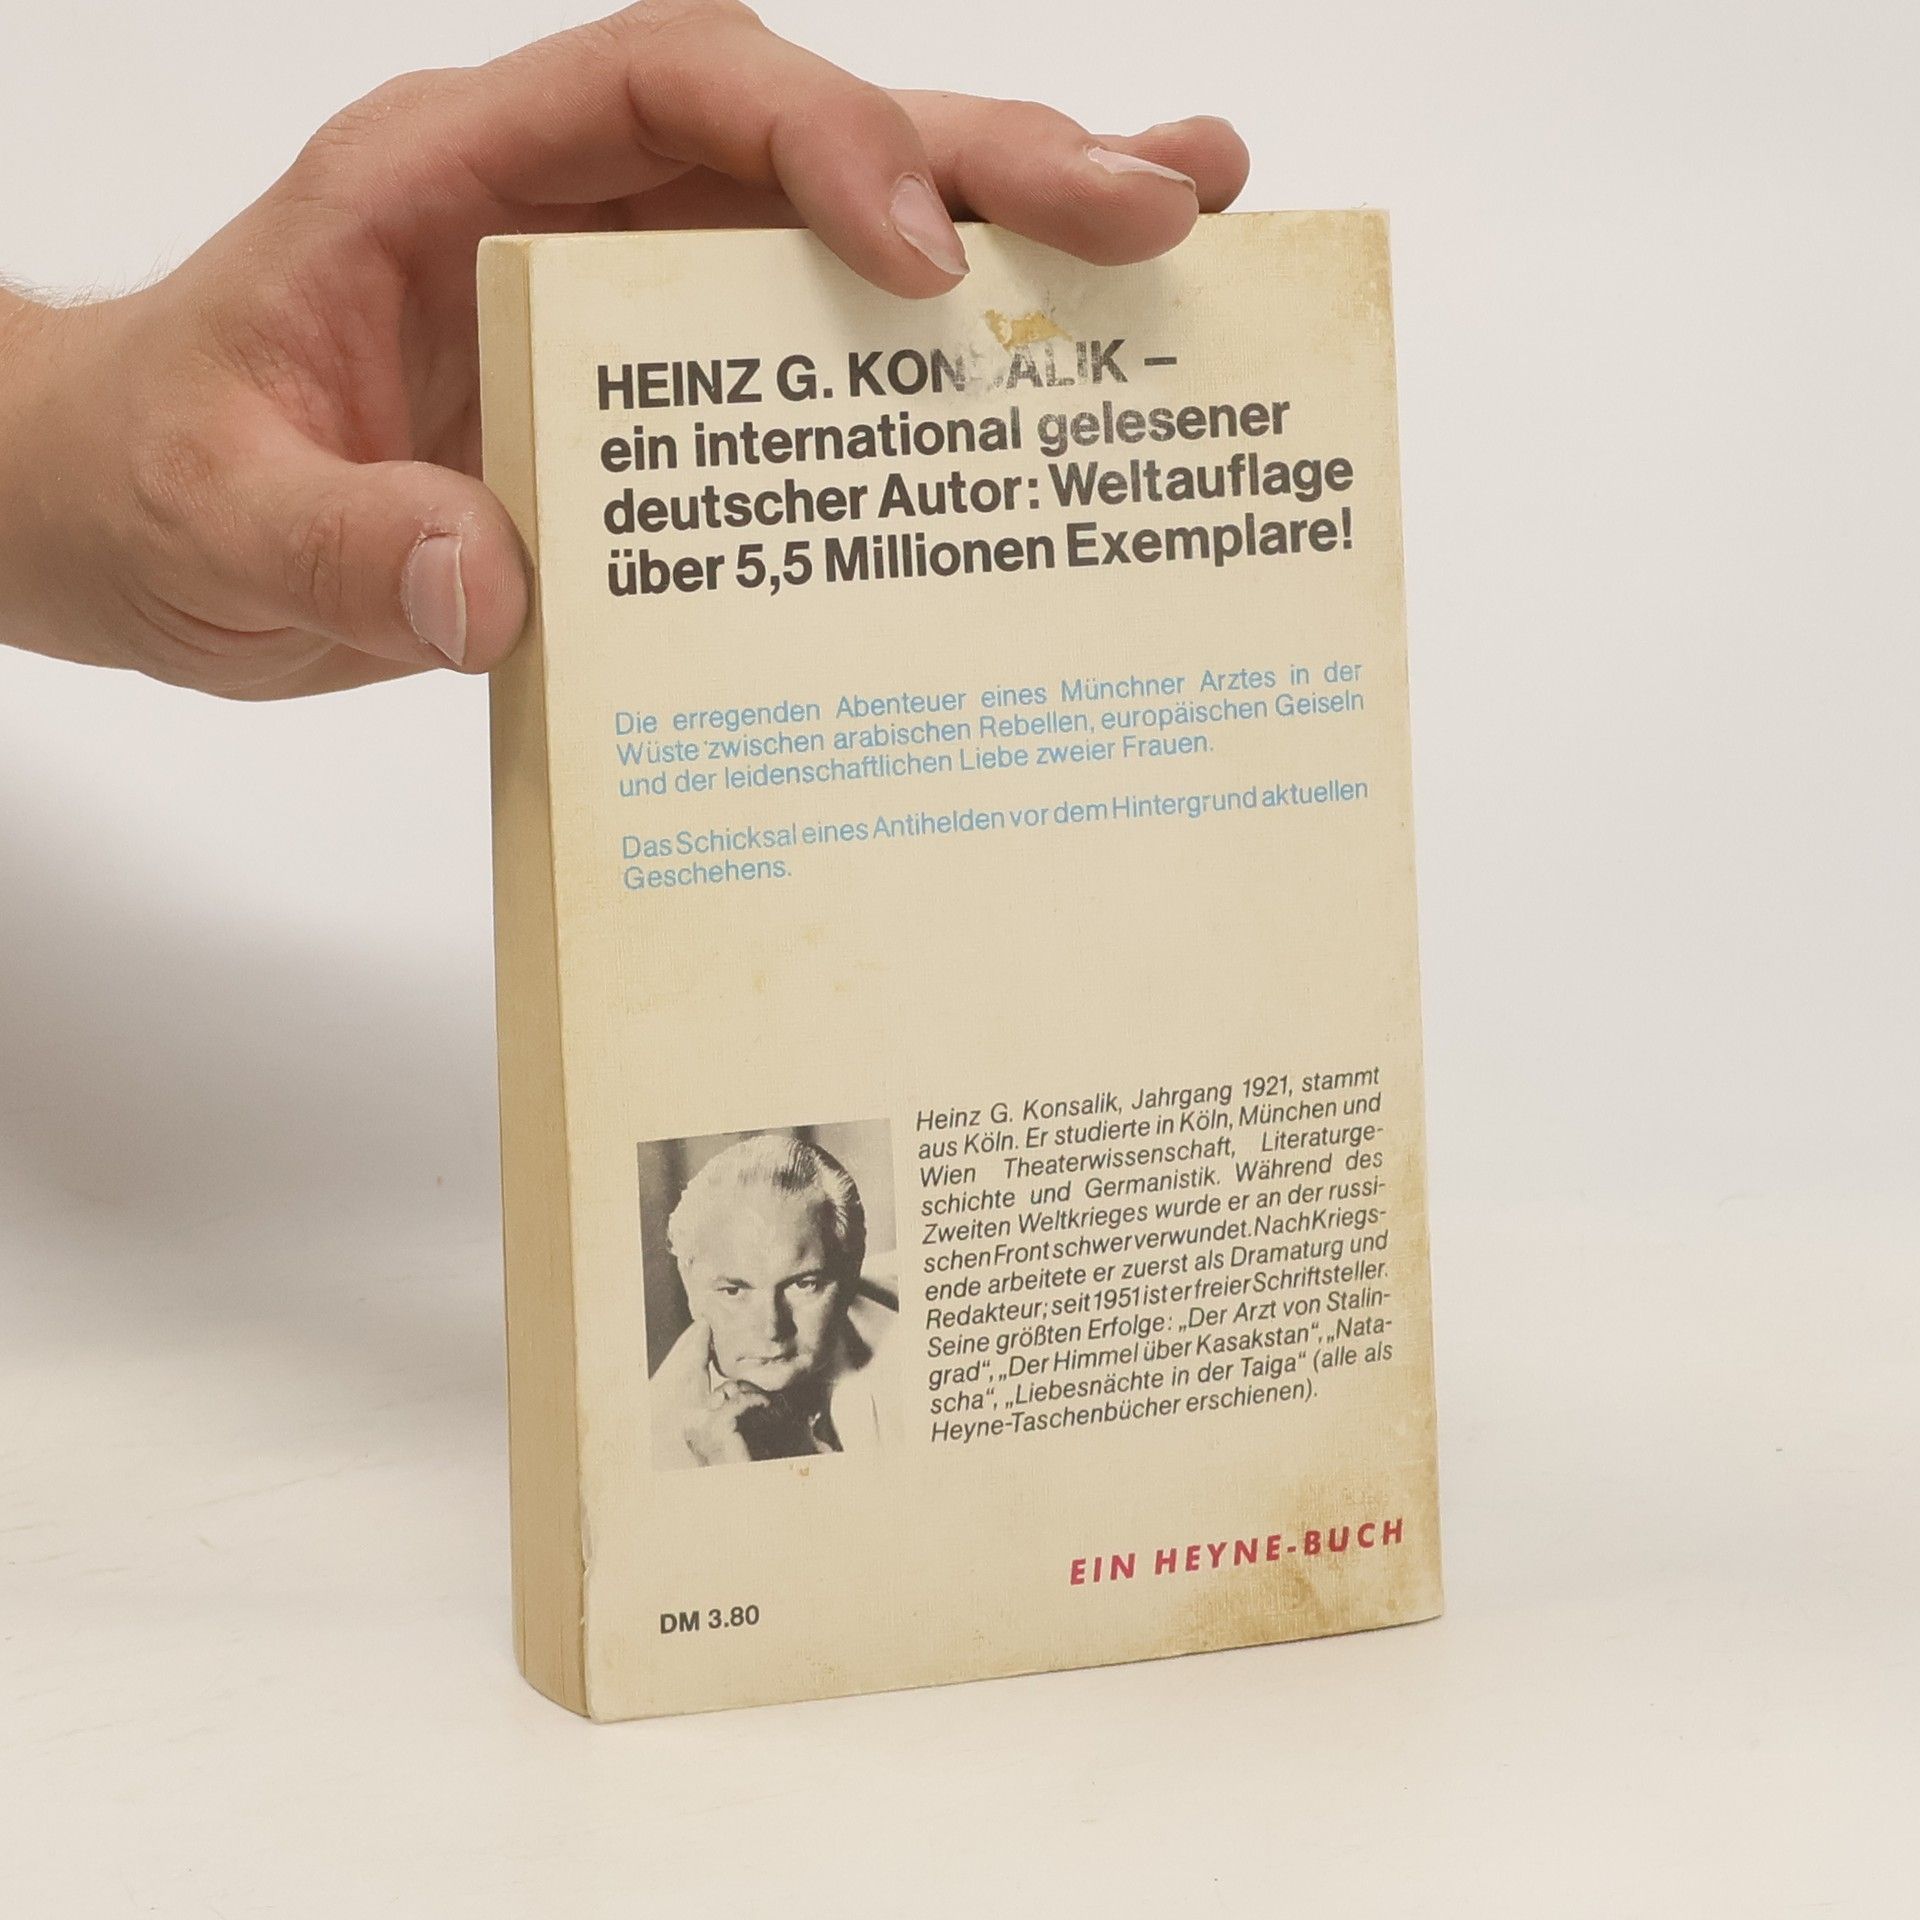 HEINZ G. KONSALIK –
ein international gelesener
deutscher Autor: Weltauflage
über 5,5 Millionen Exemplare!
Die erregenden Abenteuer eines Münchner Arztes in der
Wüste zwischen arabischen Rebellen, europäischen Geiseln
und der leidenschaftlichen Liebe zweier Frauen.
Das Schicksal eines Antihelden vor dem Hintergrund aktuellen
Geschehens.
Heinz G. Konsalik, Jahrgang 1921, stammt
aus Köln. Er studierte in Köln, München und
Wien Theaterwissenschaft, Literaturge-
schichte und Germanistik. Während des
Zweiten Weltkrieges wurde er an der russi-
schen Front schwer verwundet. Nach Kriegs-
ende arbeitete er zuerst als Dramaturg und
Redakteur; seit 1951 ist er freier Schriftsteller.
Seine größten Erfolge: „Der Arzt von Stalin-
grad“, „Der Himmel über Kasakstan“, „Nata-
scha“, „Liebesnächte in der Taiga“ (alle als
Heyne-Taschenbücher erschienen).
EIN HEYNE-BUCH
DM 3.80